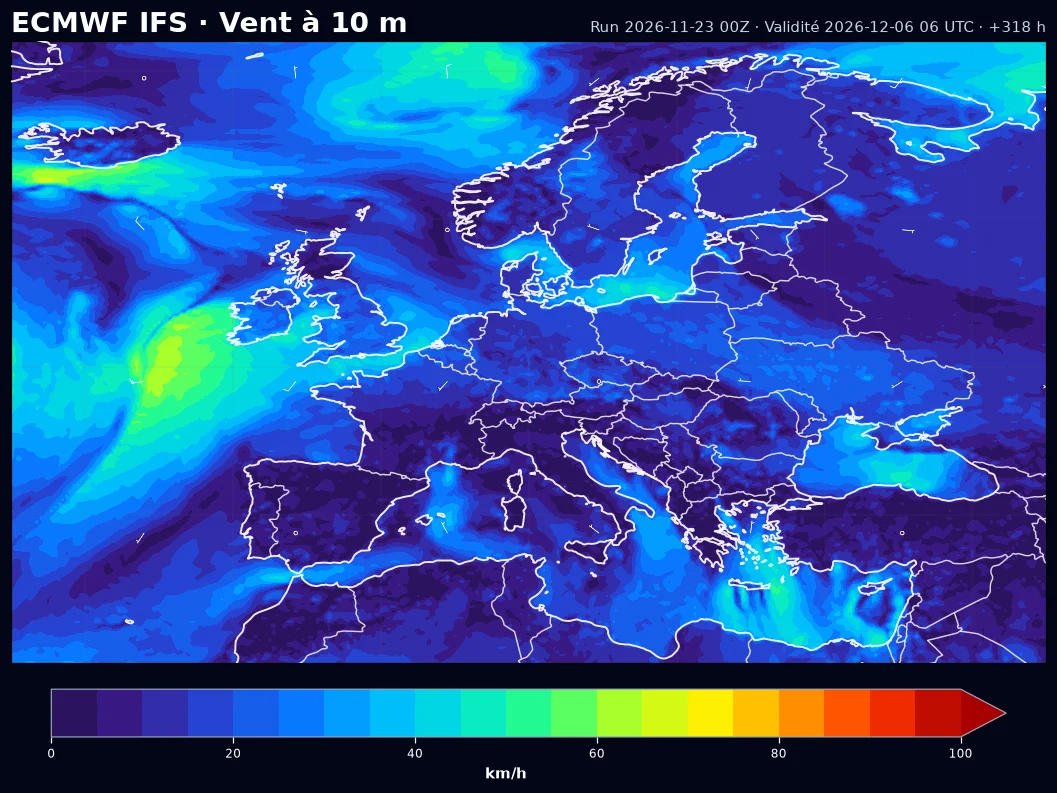 ECMWF IFS · Vent à 10 m
Run 2026-11-23 00Z · Validité 2026-12-06 06 UTC · +318 h
0 20 40 60 80 100
km/h